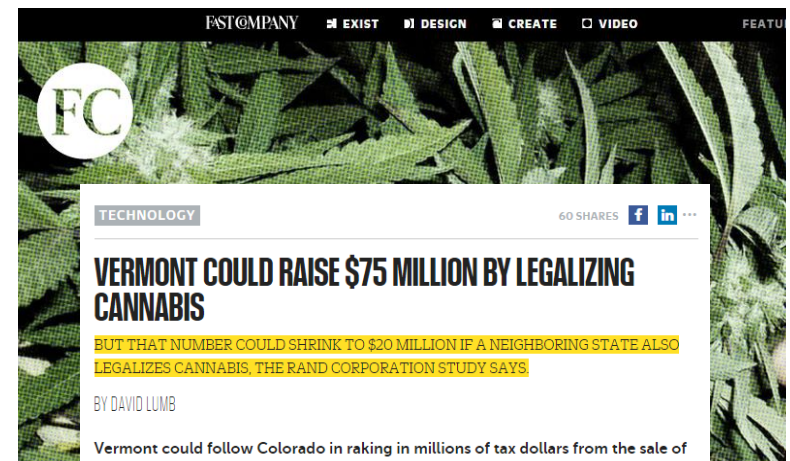 FAST COMPANY EXIST DESIGN CREATE VIDEO
FC
TECHNOLOGY 60 SHARES f in ...
VERMONT COULD RAISE $75 MILLION BY LEGALIZING
CANNABIS
BUT THAT NUMBER COULD SHRINK TO $20 MILLION IF A NEIGHBORING STATE ALSO
LEGALIZES CANNABIS, THE RAND CORPORATION STUDY SAYS.
BY DAVID LUMB
Vermont could follow Colorado in raking in millions of tax dollars from the sale of